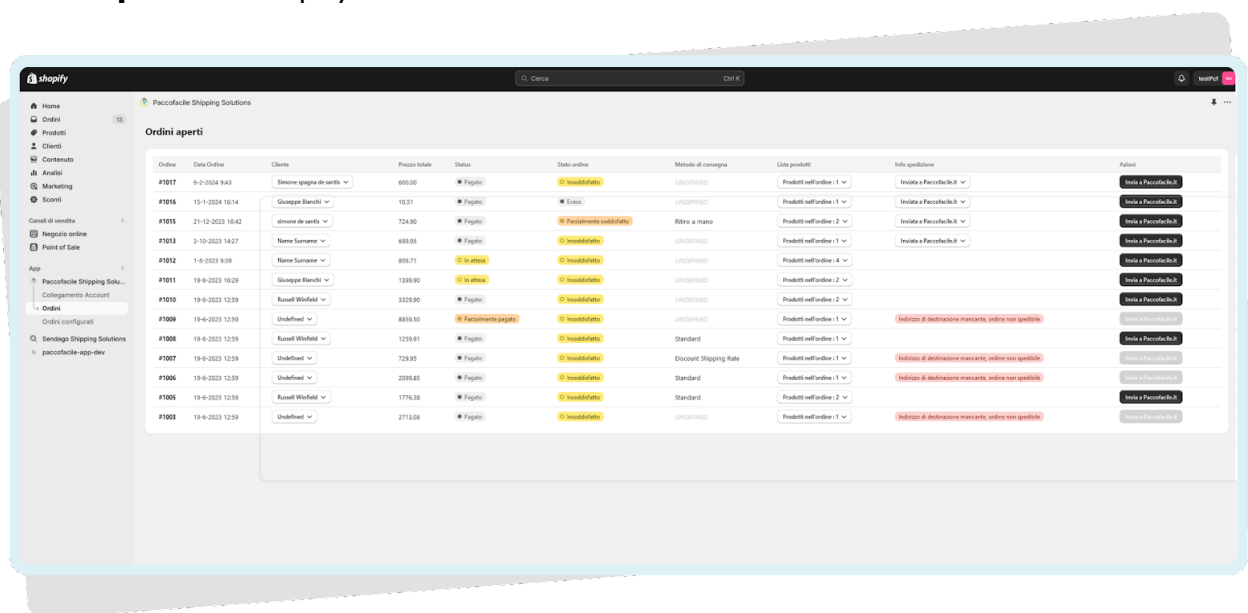 shopify
Cerca
Ctrl K
testPcf
Home
Ordini 13
Prodotti
Clienti
Contenuto
Analisi
Marketing
Sconti
Canali di vendita
Negozio online
Point of Sale
App
Paccofacile Shipping Solu...
Collegamento Account
Ordini
Ordini configurati
Sendago Shipping Solutions
paccofacile-app-dev
Paccofacile Shipping Solutions
Ordini aperti
Ordine Data Ordine Cliente Prezzo totale Status Stato ordine Metodo di consegna Lista prodotti Info spedizione Azioni
#1017 6-2-2024 9:43 Simone spagna de santis 600.00 Pagato Insoddisfatto UNDEFINED Prodotti nell'ordine : 1 Inviata a Paccofacile.it Invia a Paccofacile.it
#1016 15-1-2024 16:14 Giuseppe Bianchi 10.51 Pagato Evaso UNDEFINED Prodotti nell'ordine : 1 Inviata a Paccofacile.it Invia a Paccofacile.it
#1015 21-12-2023 16:42 simone de santis 724.90 Pagato Parzialmente soddisfatto Ritiro a mano Prodotti nell'ordine : 2 Inviata a Paccofacile.it Invia a Paccofacile.it
#1013 3-10-2023 14:27 Name Surname 699.95 Pagato Insoddisfatto UNDEFINED Prodotti nell'ordine : 1 Inviata a Paccofacile.it Invia a Paccofacile.it
#1012 1-8-2023 9:39 Name Surname 809.71 In attesa Insoddisfatto UNDEFINED Prodotti nell'ordine : 4 Invia a Paccofacile.it
#1011 19-6-2023 16:29 Giuseppe Bianchi 1399.90 In attesa Insoddisfatto UNDEFINED Prodotti nell'ordine : 2 Invia a Paccofacile.it
#1010 19-6-2023 12:59 Russell Winfield 3329.90 Pagato Insoddisfatto UNDEFINED Prodotti nell'ordine : 2 Invia a Paccofacile.it
#1009 19-6-2023 12:59 Undefined 8859.50 Parzialmente pagato Insoddisfatto UNDEFINED Prodotti nell'ordine : 1 Indirizzo di destinazione mancante, ordine non spedibile Invia a Paccofacile.it
#1008 19-6-2023 12:59 Russell Winfield 1259.91 Pagato Insoddisfatto Standard Prodotti nell'ordine : 1 Invia a Paccofacile.it
#1007 19-6-2023 12:59 Undefined 729.95 Pagato Insoddisfatto Discount Shipping Rate Prodotti nell'ordine : 1 Indirizzo di destinazione mancante, ordine non spedibile Invia a Paccofacile.it
#1006 19-6-2023 12:59 Undefined 2099.85 Pagato Insoddisfatto Standard Prodotti nell'ordine : 1 Indirizzo di destinazione mancante, ordine non spedibile Invia a Paccofacile.it
#1005 19-6-2023 12:59 Russell Winfield 1776.38 Pagato Insoddisfatto Standard Prodotti nell'ordine : 2 Invia a Paccofacile.it
#1003 19-6-2023 12:59 Undefined 2713.08 Pagato Insoddisfatto UNDEFINED Prodotti nell'ordine : 1 Indirizzo di destinazione mancante, ordine non spedibile Invia a Paccofacile.it